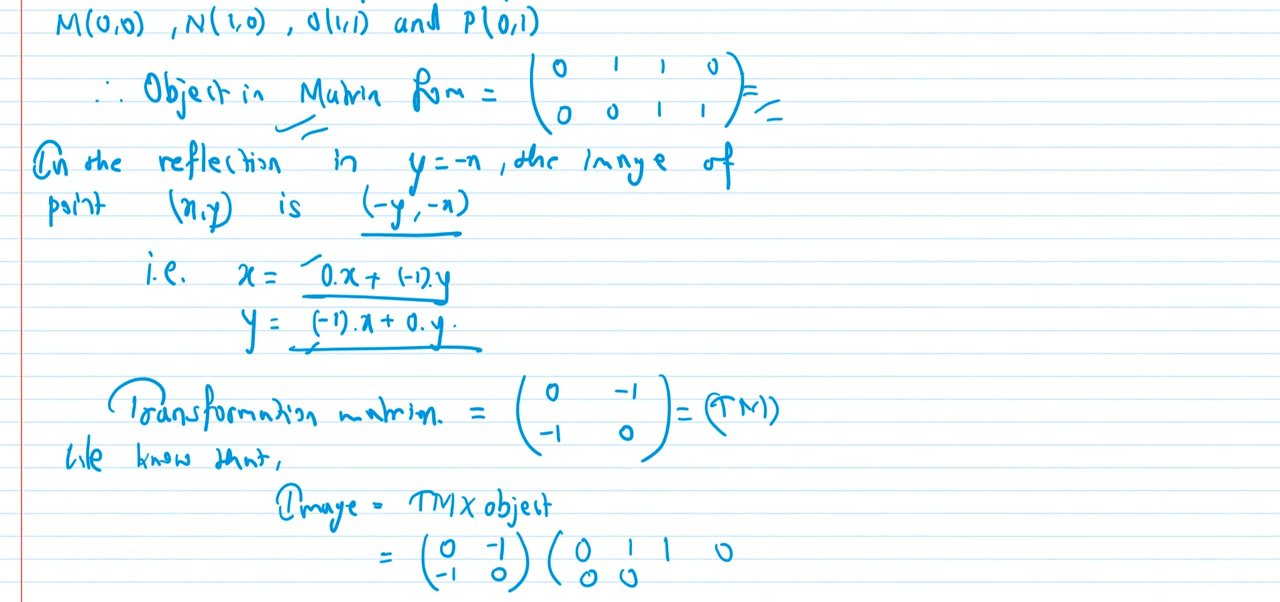 M(0,0) , N(1,0) , O(1,1) and P(0,1)
∴ Object in Matrix form = ( 0 1 1 0 ) =
( 0 0 1 1 )
In the reflection in y = -x , the image of
point (x,y) is (-y, -x)
i.e. x = 0.x + (-1).y
y = (-1).x + 0.y.
Transformation matrix. = ( 0 -1 ) = (TM)
( -1 0 )
We know that,
Image = TM X object
= ( 0 -1 ) ( 0 1 1 0
( -1 0 ) ( 0 0